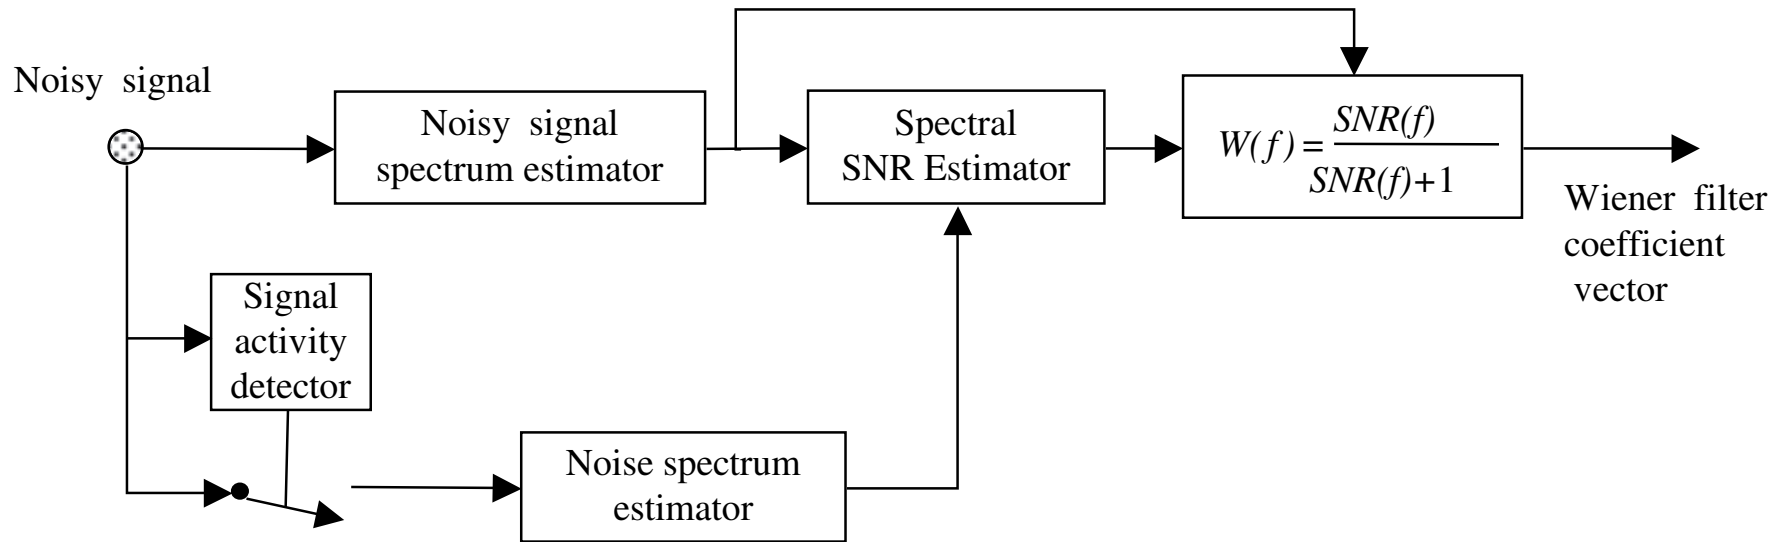 Noisy signal
Noisy signal
spectrum estimator
Spectral
SNR Estimator
W(f) = SNR(f)
SNR(f)+1
Wiener filter
coefficient
vector
Signal
activity
detector
Noise spectrum
estimator